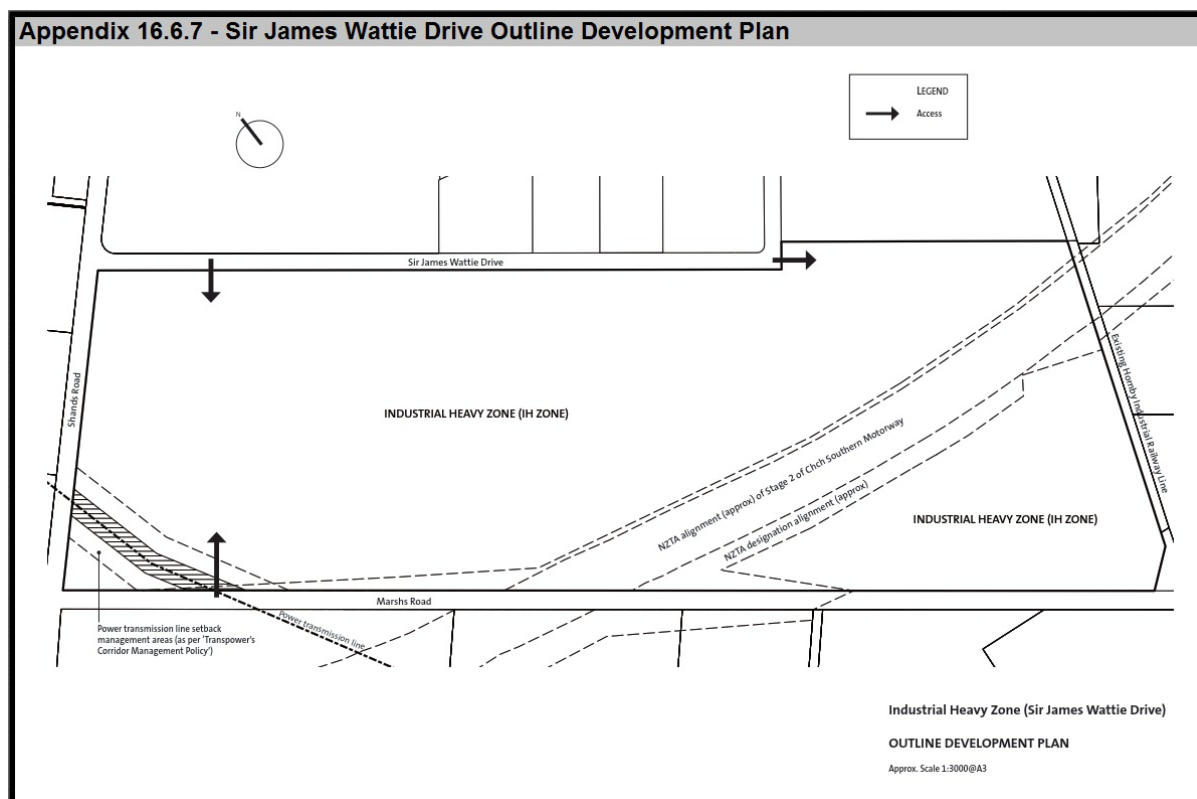 Appendix 16.6.7 - Sir James Wattie Drive Outline Development Plan
LEGEND
Access
N
Sir James Wattie Drive
Shands Road
INDUSTRIAL HEAVY ZONE (IH ZONE)
Existing Hornby Industrial Railway Line
NZTA alignment (approx) of Stage 2 of Chch Southern Motorway
NZTA designation alignment (approx)
INDUSTRIAL HEAVY ZONE (IH ZONE)
Marshs Road
Power transmission line
Power transmission line setback
management areas (as per 'Transpower's
Corridor Management Policy')
Industrial Heavy Zone (Sir James Wattie Drive)
OUTLINE DEVELOPMENT PLAN
Approx. Scale 1:3000@A3